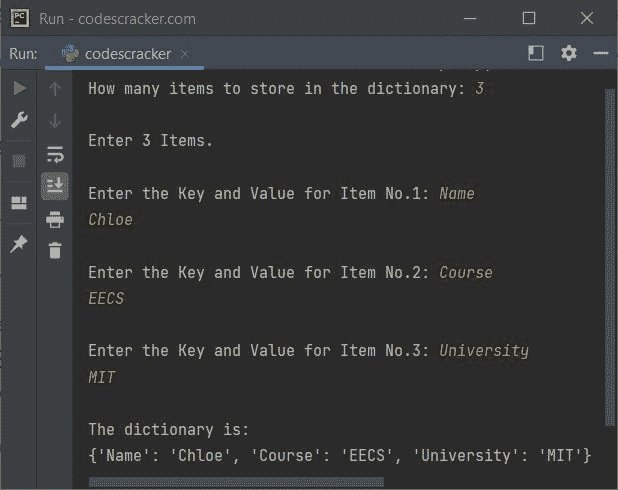 PC
Run - codescracker.com
Run: codescracker
How many items to store in the dictionary: 3
Enter 3 Items.
Enter the Key and Value for Item No.1: Name
Chloe
Enter the Key and Value for Item No.2: Course
EECS
Enter the Key and Value for Item No.3: University
MIT
The dictionary is:
{'Name': 'Chloe', 'Course': 'EECS', 'University': 'MIT'}